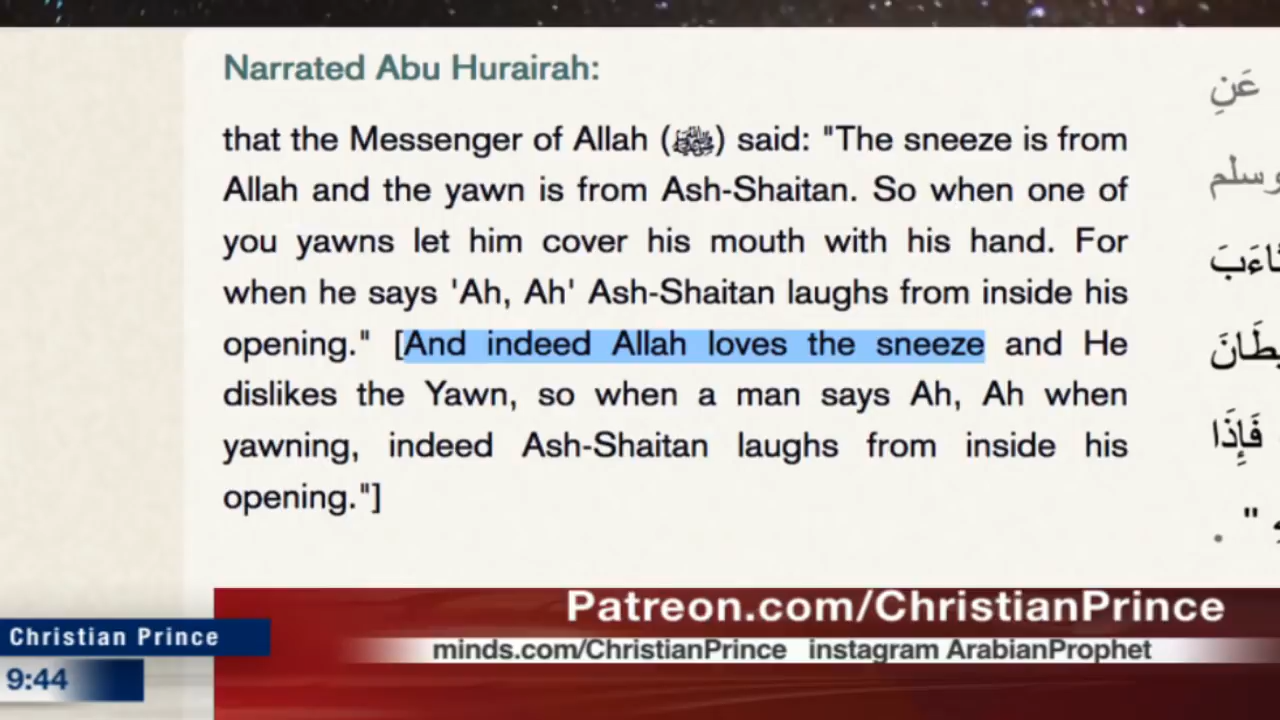 Narrated Abu Hurairah:
that the Messenger of Allah (ﷺ) said: "The sneeze is from
Allah and the yawn is from Ash-Shaitan. So when one of
you yawns let him cover his mouth with his hand. For
when he says 'Ah, Ah' Ash-Shaitan laughs from inside his
opening." [And indeed Allah loves the sneeze and He
dislikes the Yawn, so when a man says Ah, Ah when
yawning, indeed Ash-Shaitan laughs from inside his
opening."]
عَنِ
وسلم
فَإِذَا
Patreon.com/ChristianPrince
Christian Prince
minds.com/ChristianPrince instagram ArabianProphet
9:44